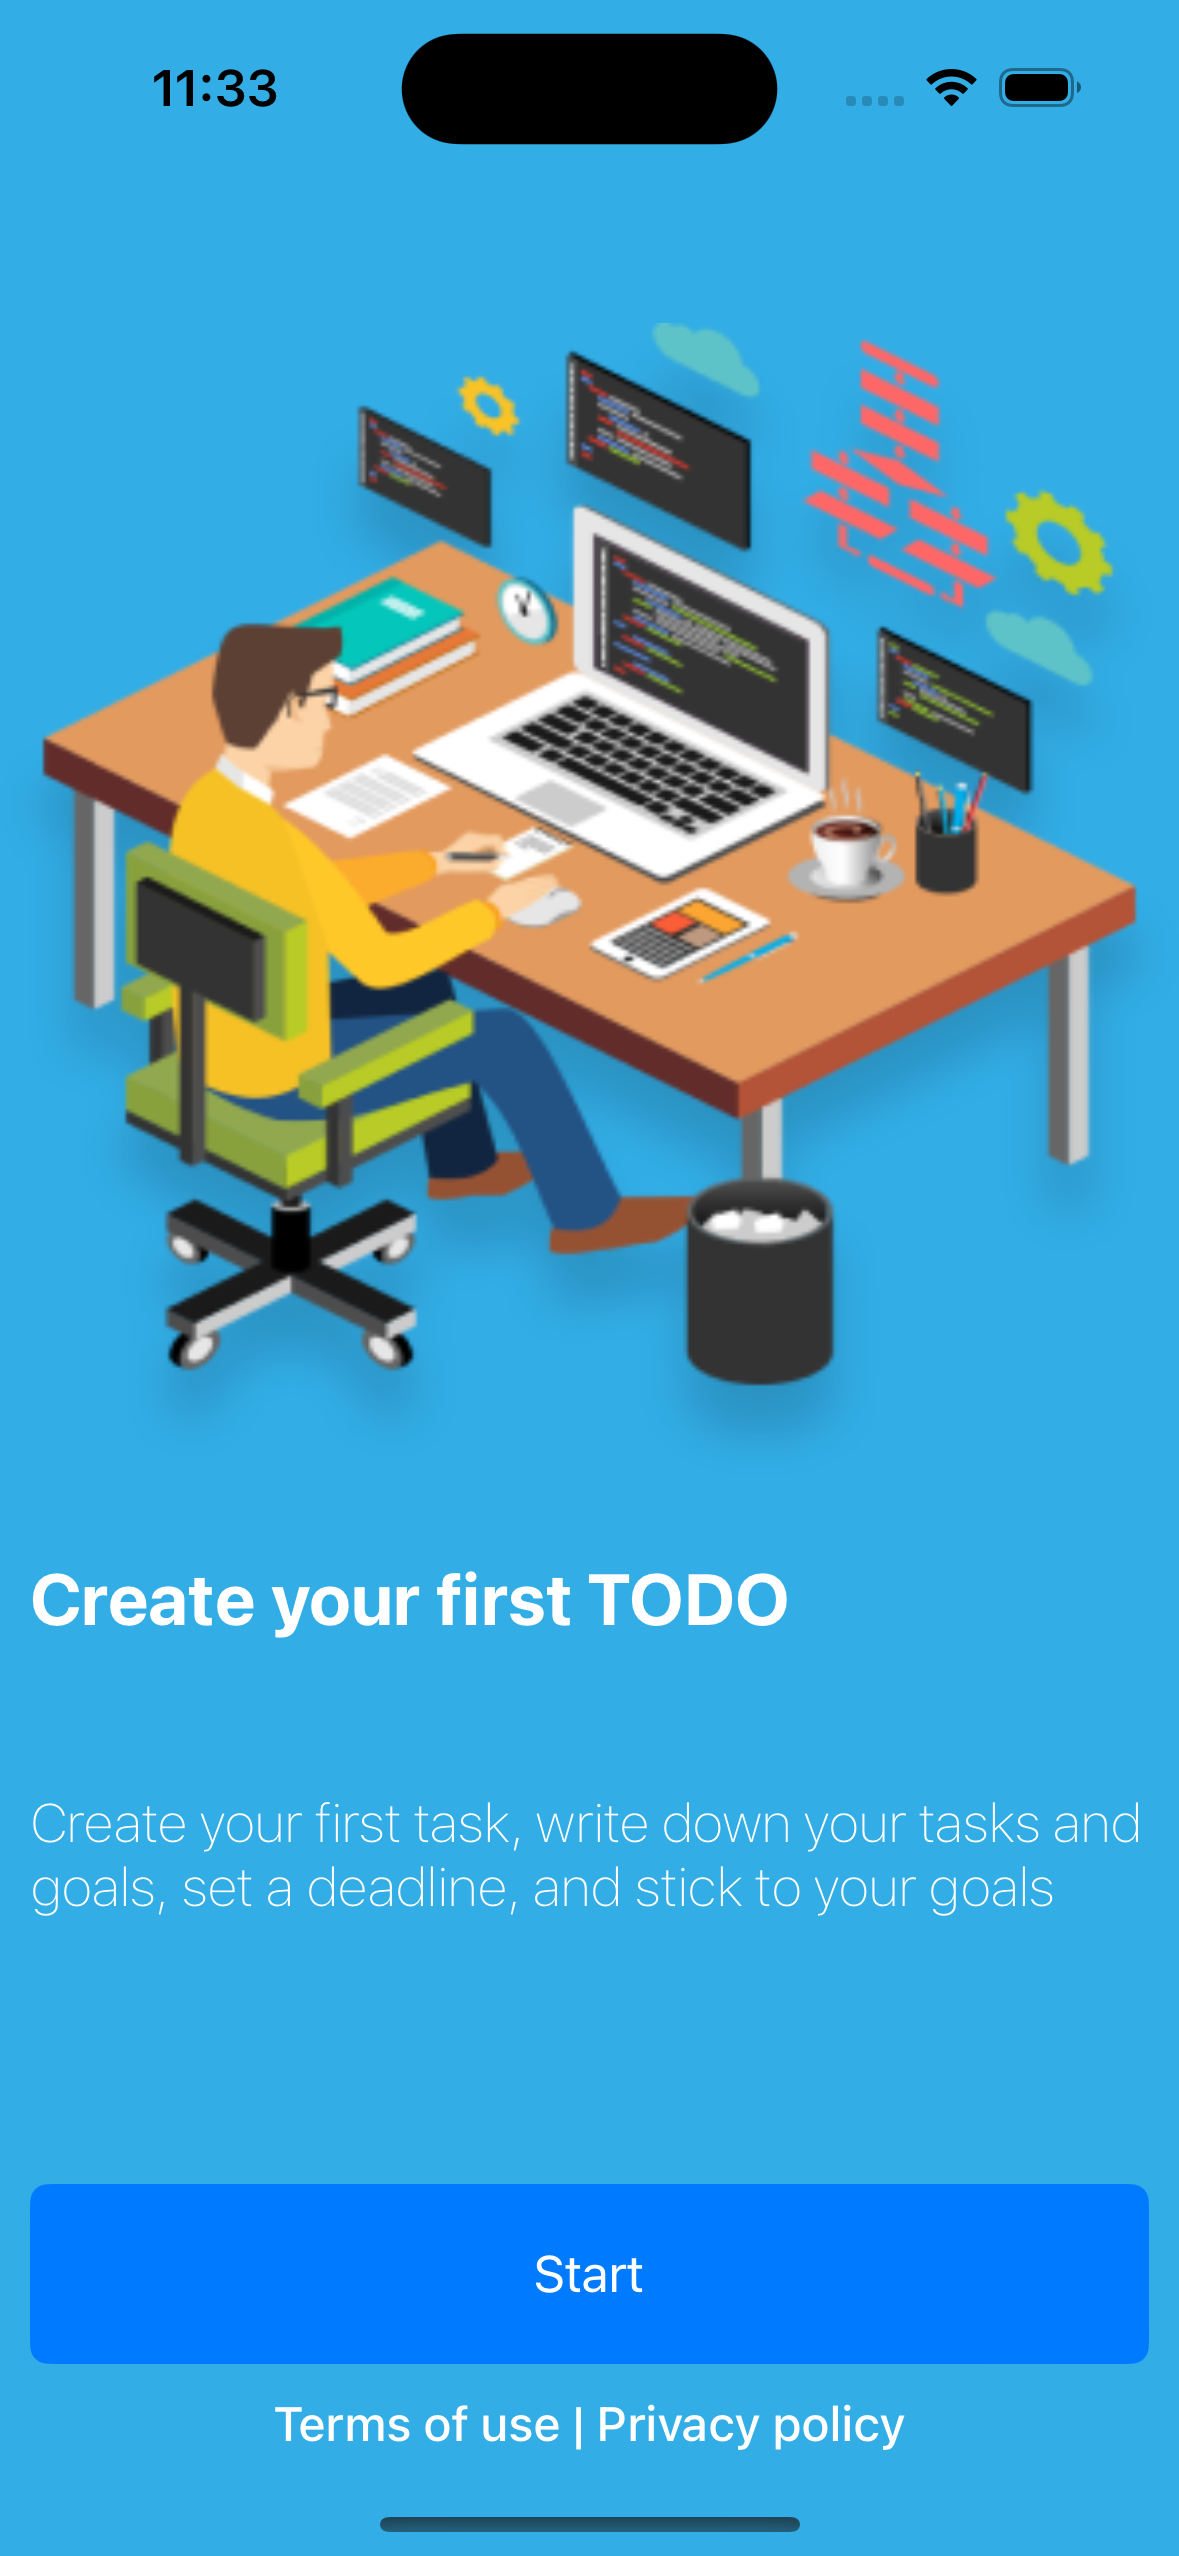 11:33
Create your first TODO
Create your first task, write down your tasks and
goals, set a deadline, and stick to your goals
Start
Terms of use | Privacy policy